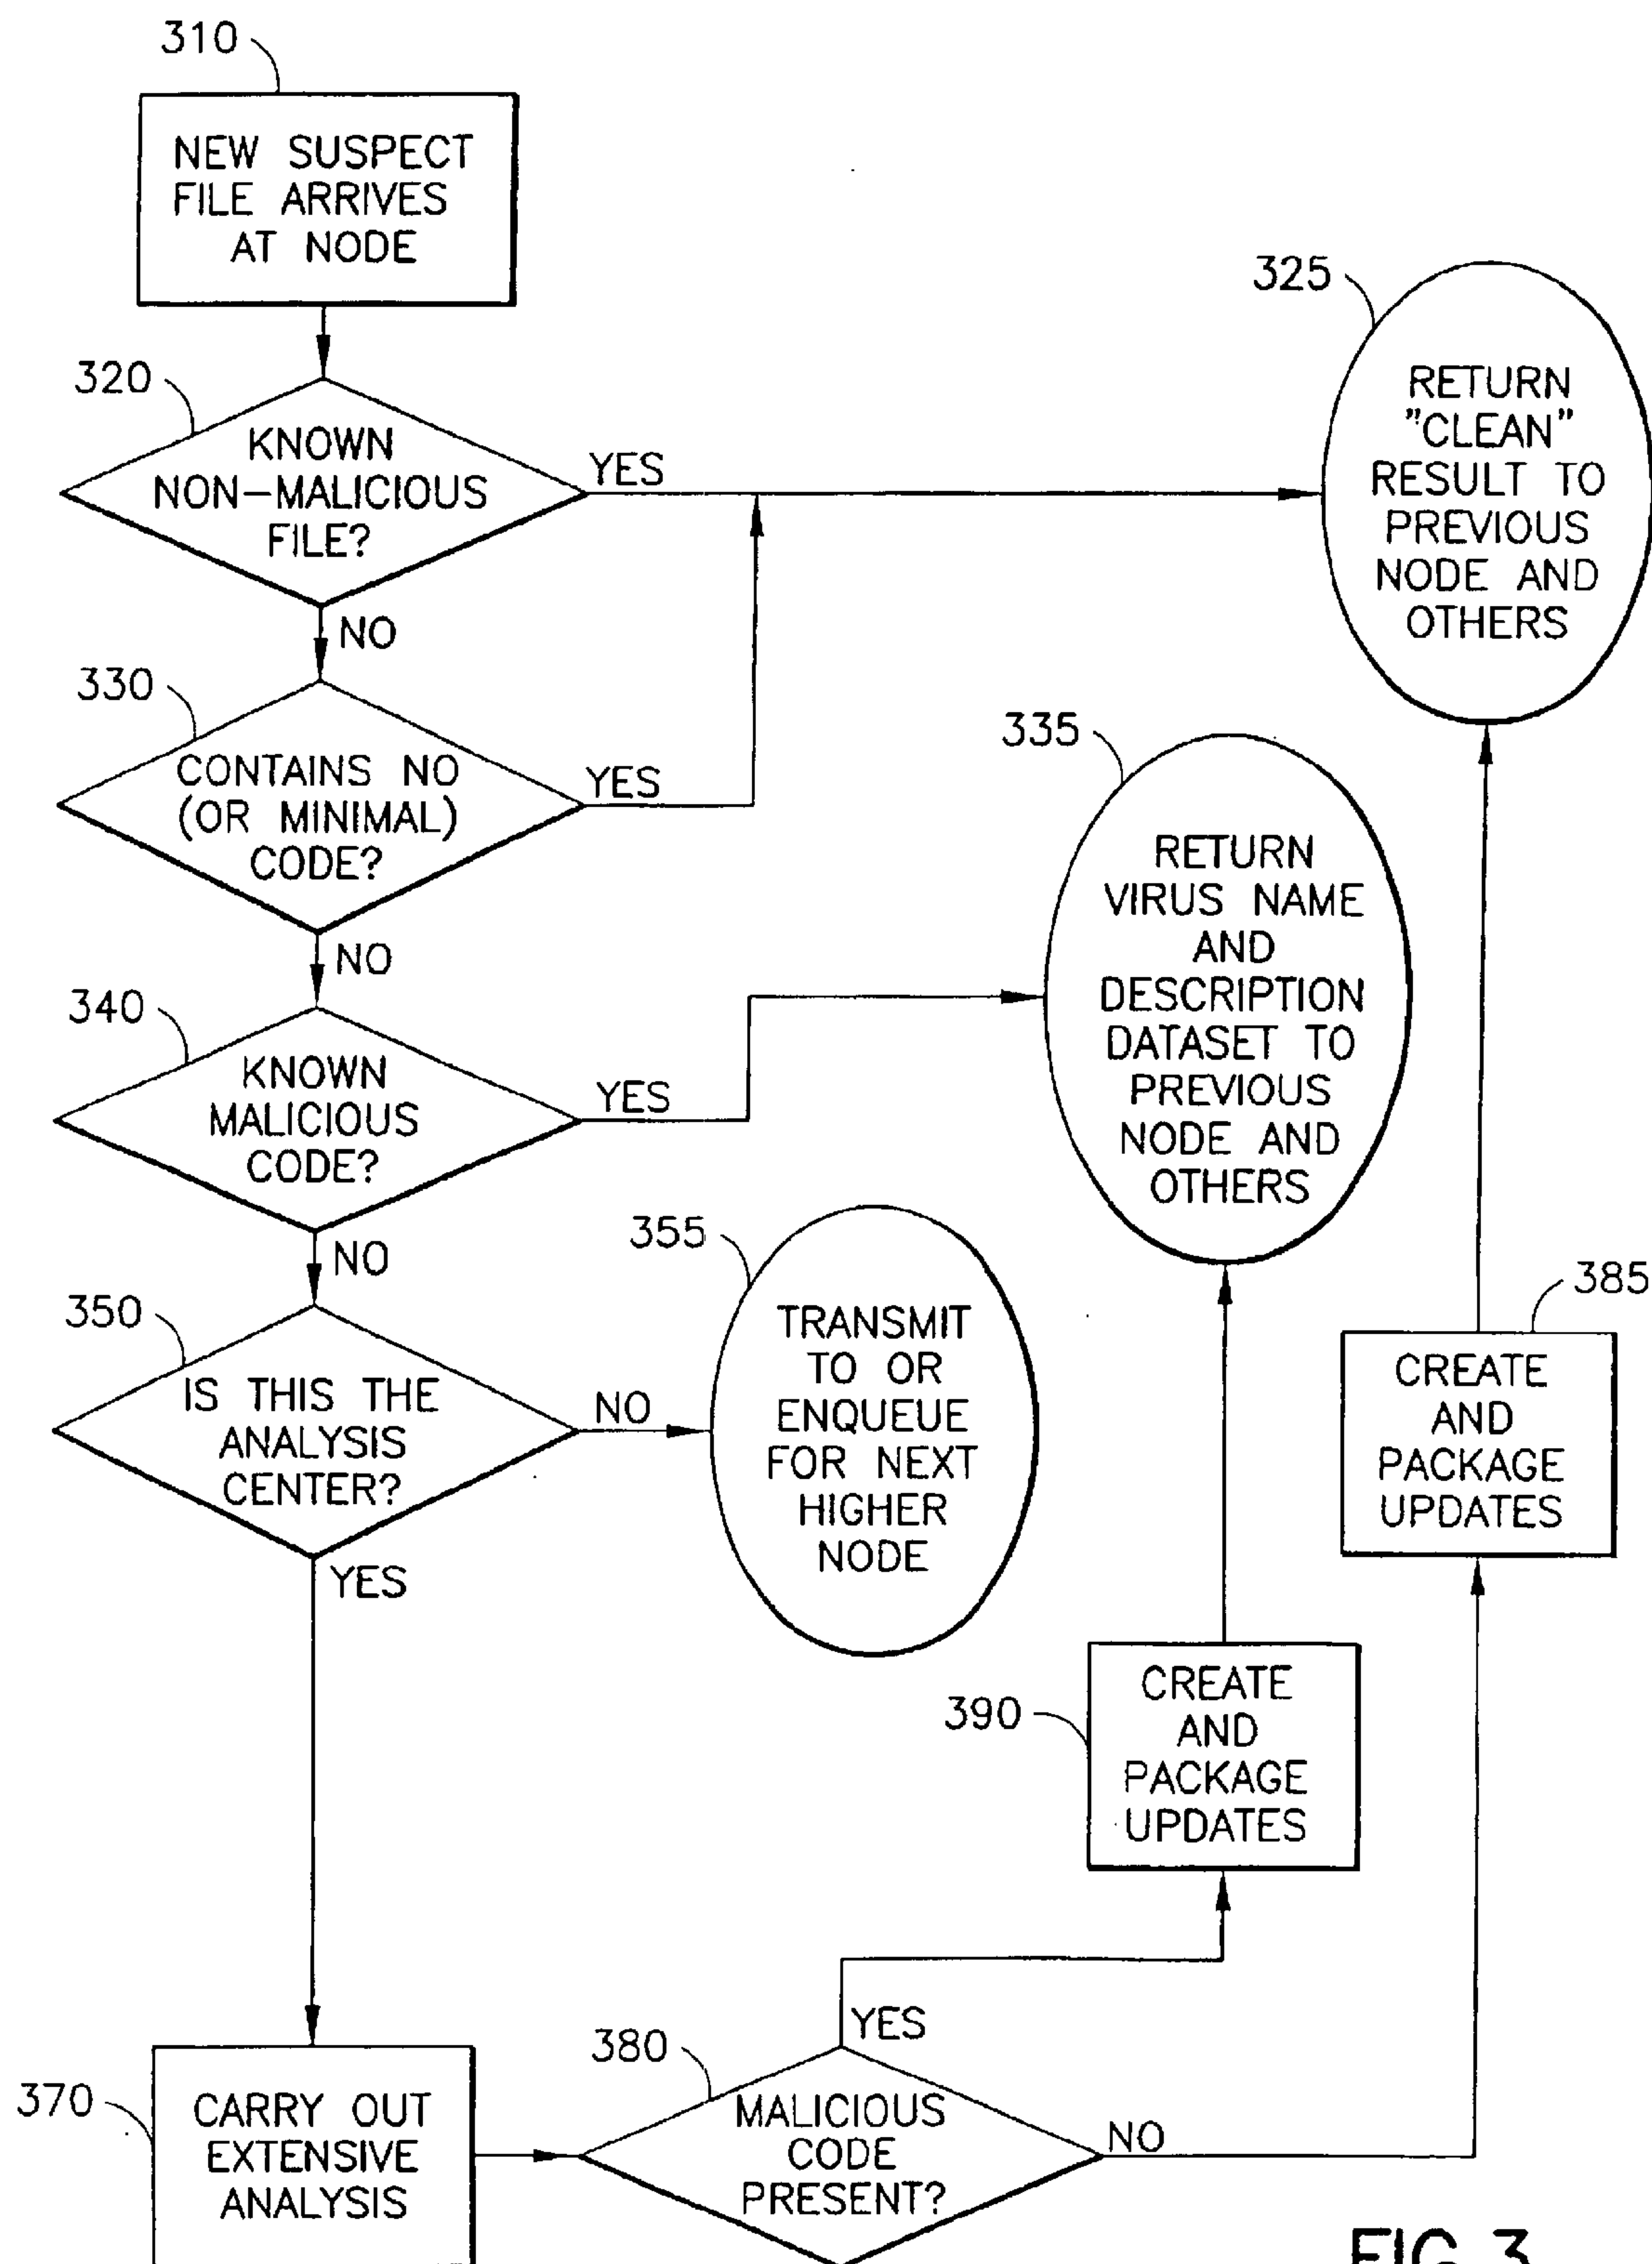 310
NEW SUSPECT
FILE ARRIVES
AT NODE
320
KNOWN
NON-MALICIOUS
FILE?
YES
NO
325
RETURN
"CLEAN"
RESULT TO
PREVIOUS
NODE AND
OTHERS
330
CONTAINS NO
(OR MINIMAL)
CODE?
YES
NO
335
RETURN
VIRUS NAME
AND
DESCRIPTION
DATASET TO
PREVIOUS
NODE AND
OTHERS
340
KNOWN
MALICIOUS
CODE?
YES
NO
350
IS THIS THE
ANALYSIS
CENTER?
NO
YES
355
TRANSMIT
TO OR
ENQUEUE
FOR NEXT
HIGHER
NODE
385
CREATE
AND
PACKAGE
UPDATES
390
CREATE
AND
PACKAGE
UPDATES
370
CARRY OUT
EXTENSIVE
ANALYSIS
380
MALICIOUS
CODE
PRESENT?
YES
NO
FIG. 3